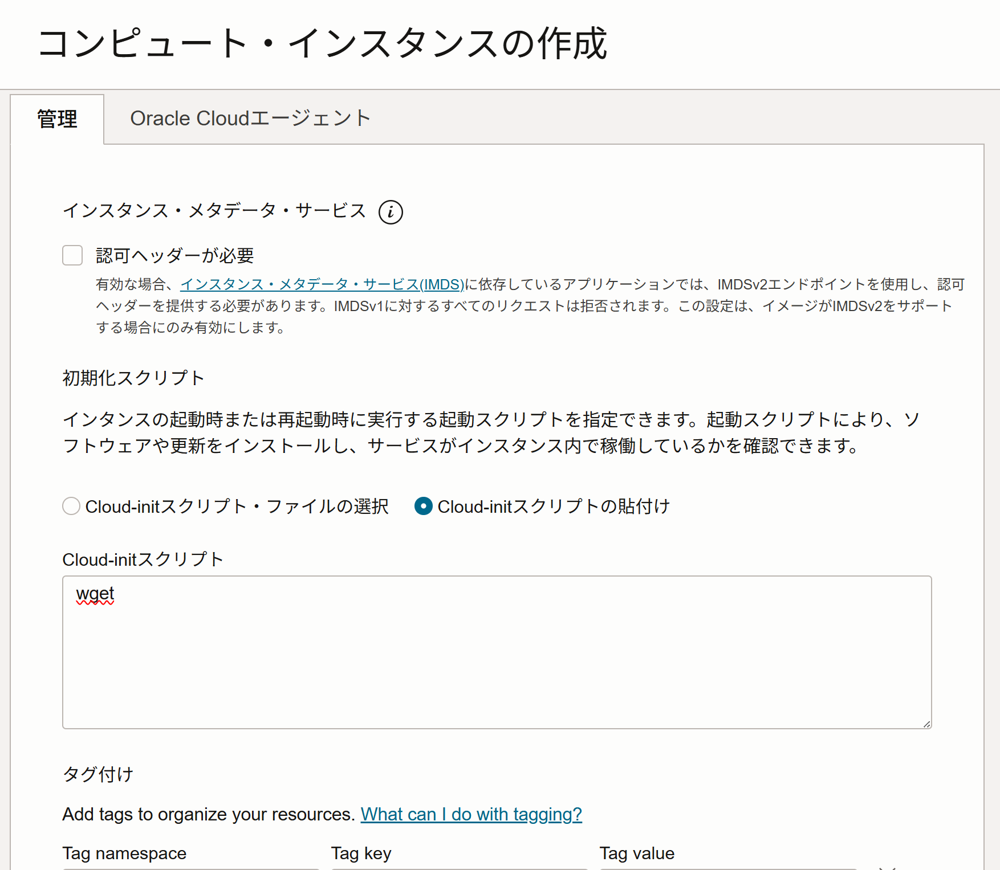 コンピュート・インスタンスの作成
管理
Oracle Cloudエージェント
インスタンス・メタデータ・サービス i
認可ヘッダーが必要
有効な場合、インスタンス・メタデータ・サービス(IMDS)に依存しているアプリケーションでは、IMDSv2エンドポイントを使用し、認可
ヘッダーを提供する必要があります。IMDSv1に対するすべてのリクエストは拒否されます。この設定は、イメージがIMDSv2をサポート
する場合にのみ有効にします。
初期化スクリプト
インタンスの起動時または再起動時に実行する起動スクリプトを指定できます。起動スクリプトにより、ソ
フトウェアや更新をインストールし、サービスがインスタンス内で稼働しているかを確認できます。
Cloud-initスクリプト・ファイルの選択
Cloud-initスクリプトの貼付け
Cloud-initスクリプト
wget
タグ付け
Add tags to organize your resources. What can I do with tagging?
Tag namespace
Tag key
Tag value